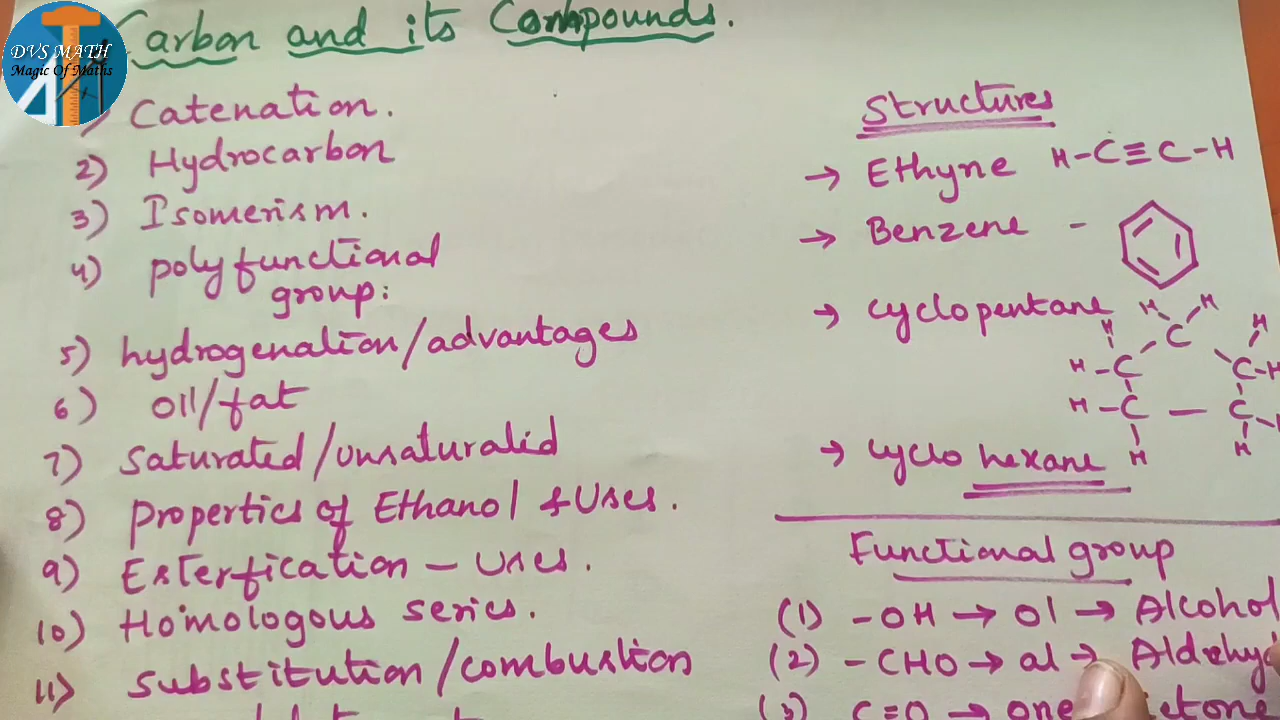 DVS MATH
Magic Of Maths
Carbon and its Compounds.
1) Catenation.
2) Hydrocarbon
3) Isomerism.
4) polyfunctional
group:
5) hydrogenation/advantages
6) oil/fat
7) saturated/unsaturalid
8) Properties of Ethanol & Uses.
9) Esterfication - uses.
10) Homologous series.
11) substitution/combustion
Structures
→ Ethyne H-C≡C-H
→ Benzene -
→ cyclopentane
H H
H C H
H-C C-H
H-C — C-
H H
→ cyclo hexane
Functional group
(1) -OH → ol → Alcohol
(2) -CHO → al → Aldehyd
(3) C=O → one